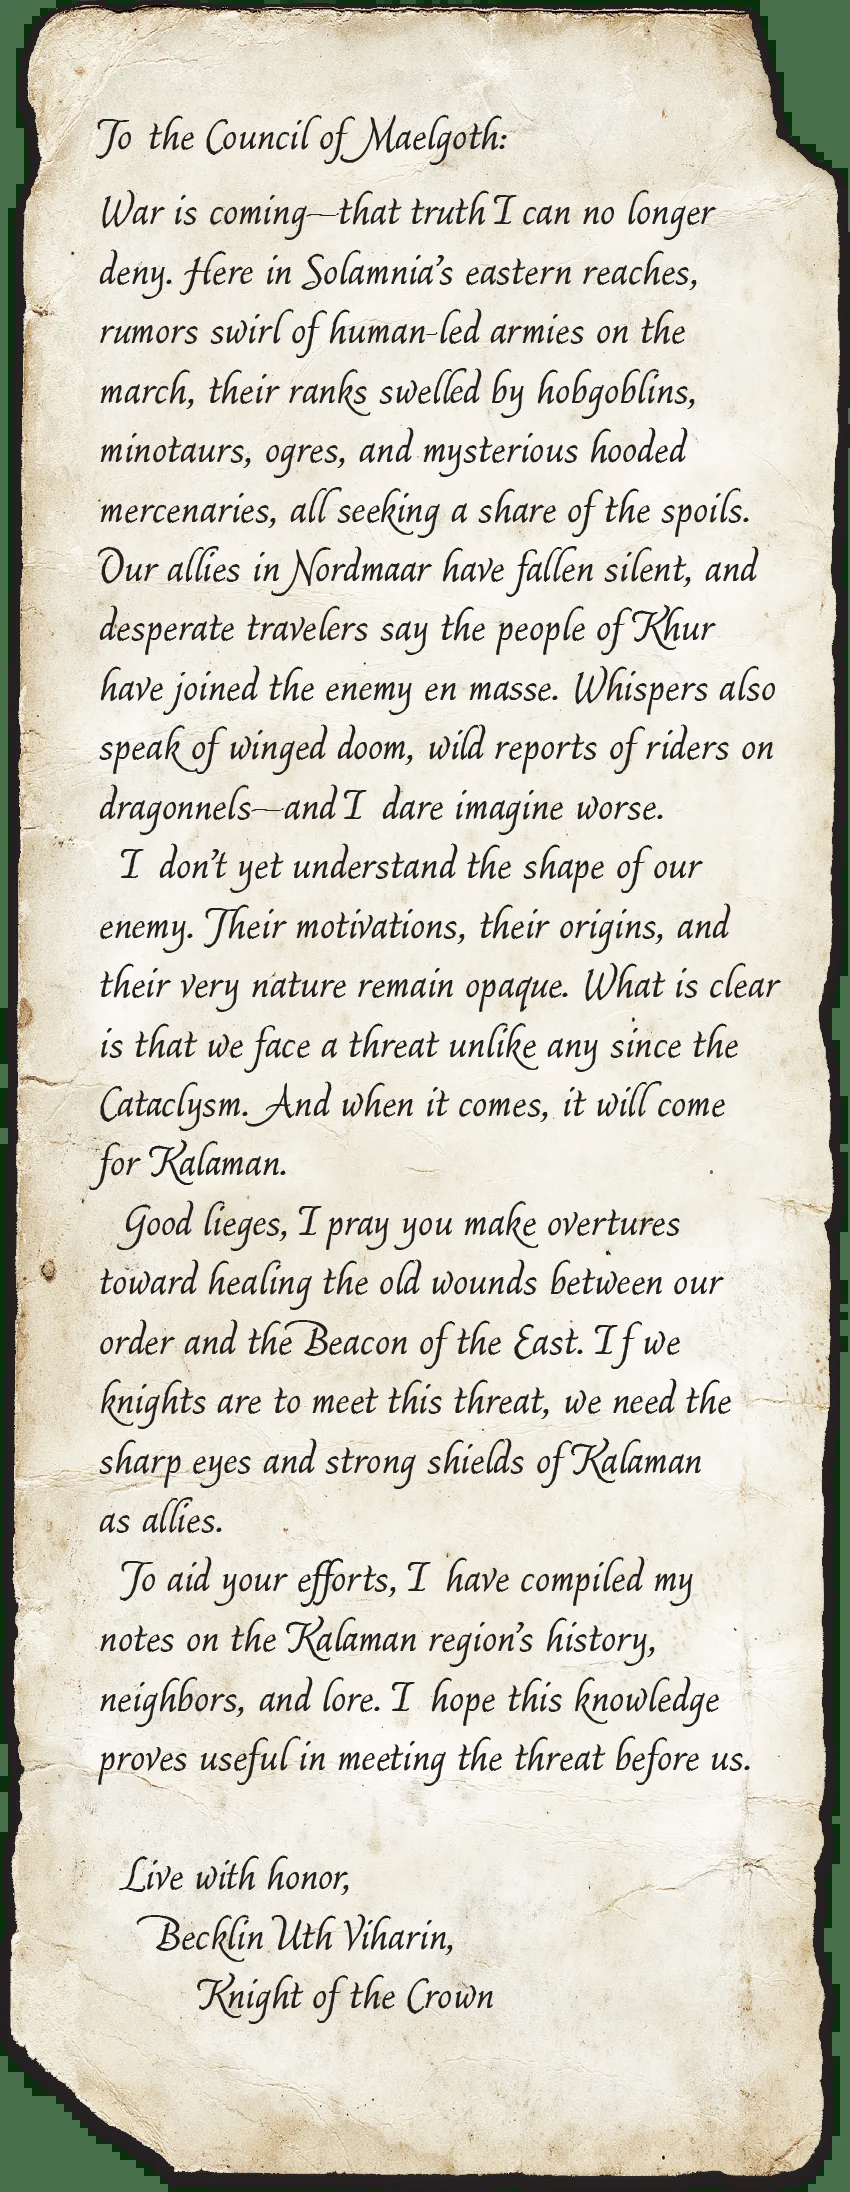 To the Council of Maelgoth:
War is coming—that truth I can no longer
deny. Here in Solamnia's eastern reaches,
rumors swirl of human-led armies on the
march, their ranks swelled by hobgoblins,
minotaurs, ogres, and mysterious hooded
mercenaries, all seeking a share of the spoils.
Our allies in Nordmaar have fallen silent, and
desperate travelers say the people of Khur
have joined the enemy en masse. Whispers also
speak of winged doom, wild reports of riders on
dragonnels—and I dare imagine worse.
I don't yet understand the shape of our
enemy. Their motivations, their origins, and
their very nature remain opaque. What is clear
is that we face a threat unlike any since the
Cataclysm. And when it comes, it will come
for Kalaman.
Good lieges, I pray you make overtures
toward healing the old wounds between our
order and the Beacon of the East. If we
knights are to meet this threat, we need the
sharp eyes and strong shields of Kalaman
as allies.
To aid your efforts, I have compiled my
notes on the Kalaman region's history,
neighbors, and lore. I hope this knowledge
proves useful in meeting the threat before us.
Live with honor,
Becklin Uth Viharin,
Knight of the Crown